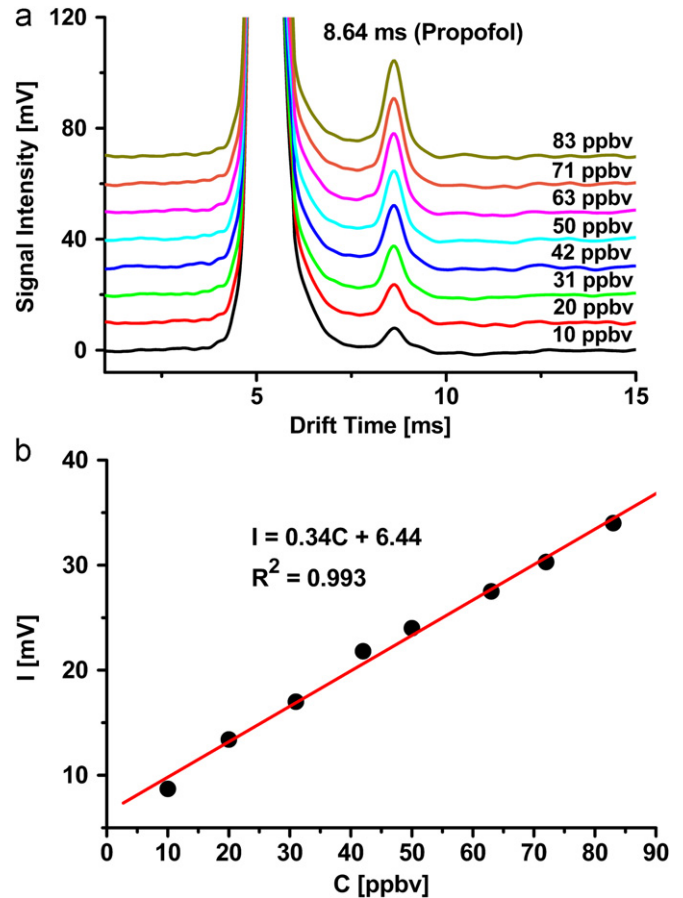 a
120
80
40
0
Signal Intensity [mV]
8.64 ms (Propofol)
83 ppbv
71 ppbv
63 ppbv
50 ppbv
42 ppbv
31 ppbv
20 ppbv
10 ppbv
5 10 15
Drift Time [ms]
b
40
30
20
10
I [mV]
I = 0.34C + 6.44
R² = 0.993
0 10 20 30 40 50 60 70 80 90
C [ppbv]